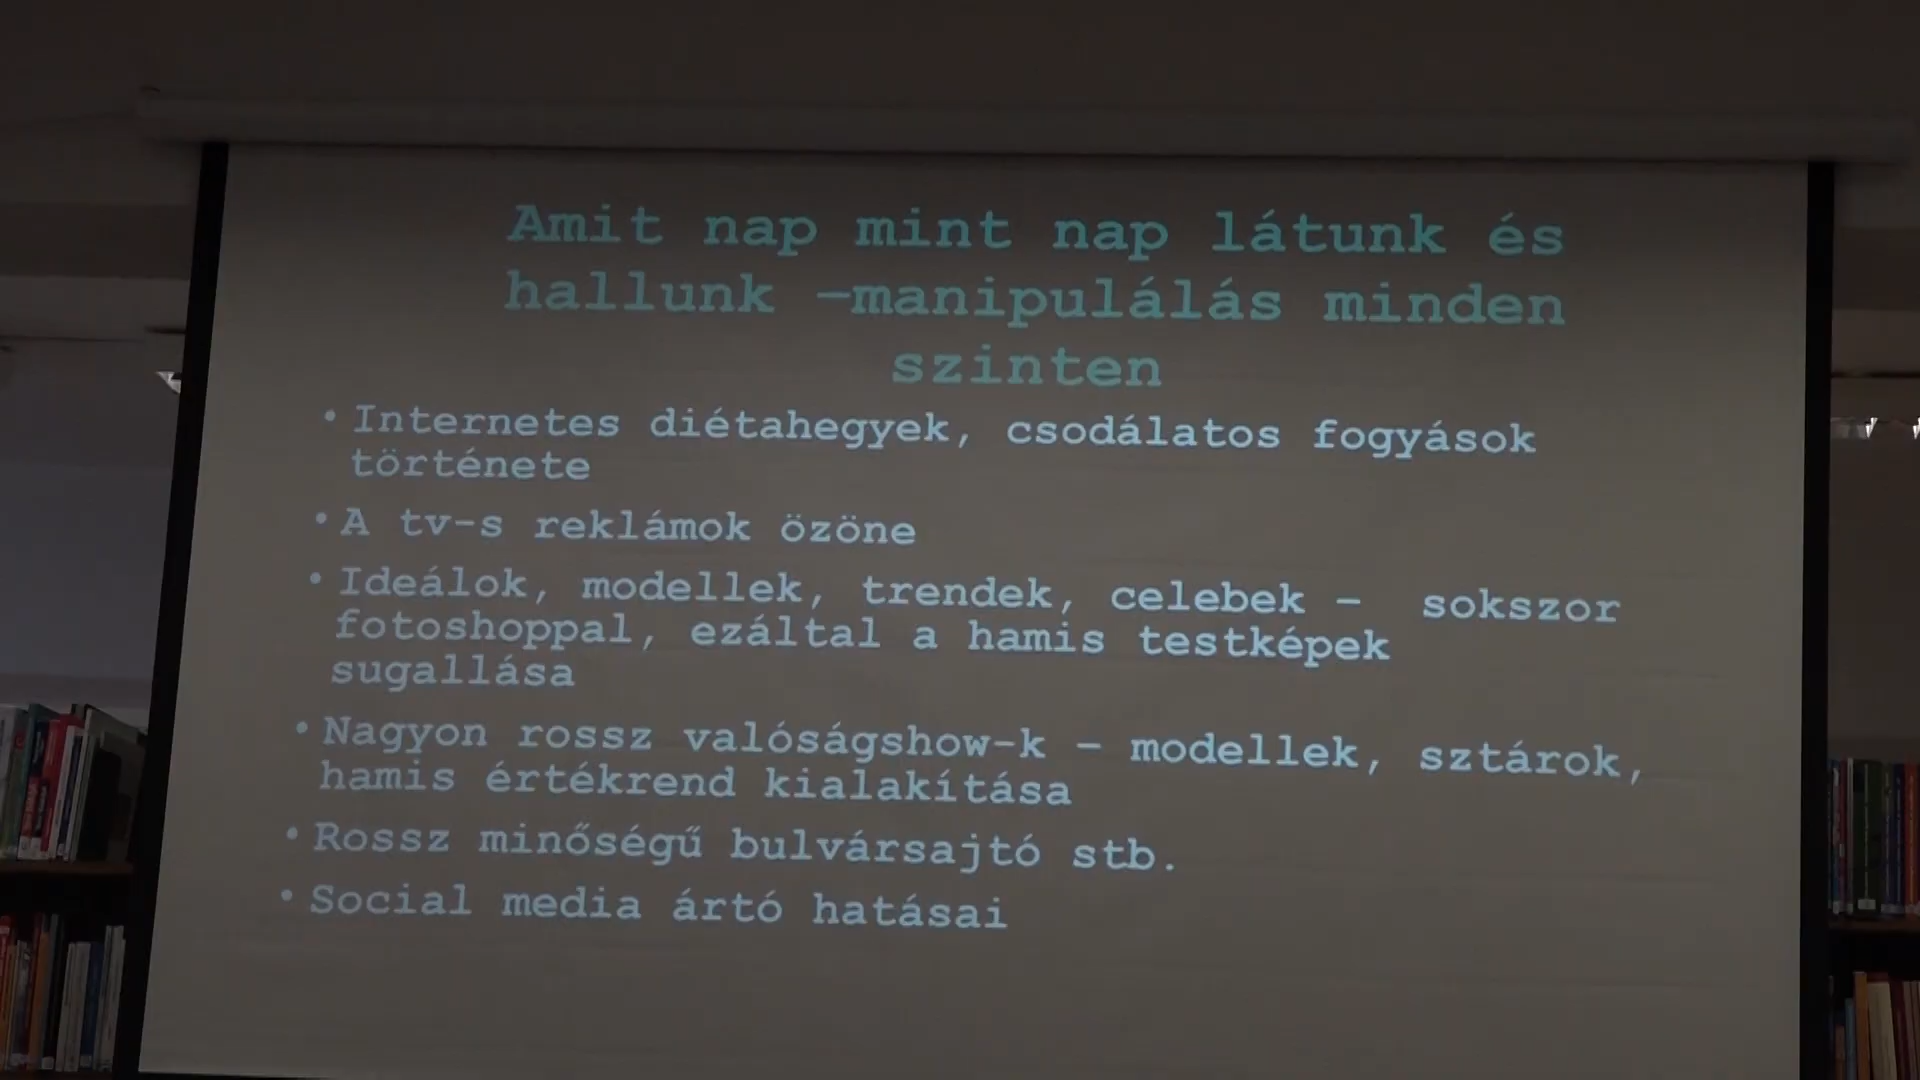 Amit nap mint nap látunk és
hallunk –manipulálás minden
szinten
• Internetes diétahegyek, csodálatos fogyások
története
• A tv-s reklámok özöne
• Ideálok, modellek, trendek, celebek – sokszor
fotoshoppal, ezáltal a hamis testképek
sugallása
• Nagyon rossz valóságshow-k – modellek, sztárok,
hamis értékrend kialakítása
• Rossz minőségű bulvársajtó stb.
• Social media ártó hatásai